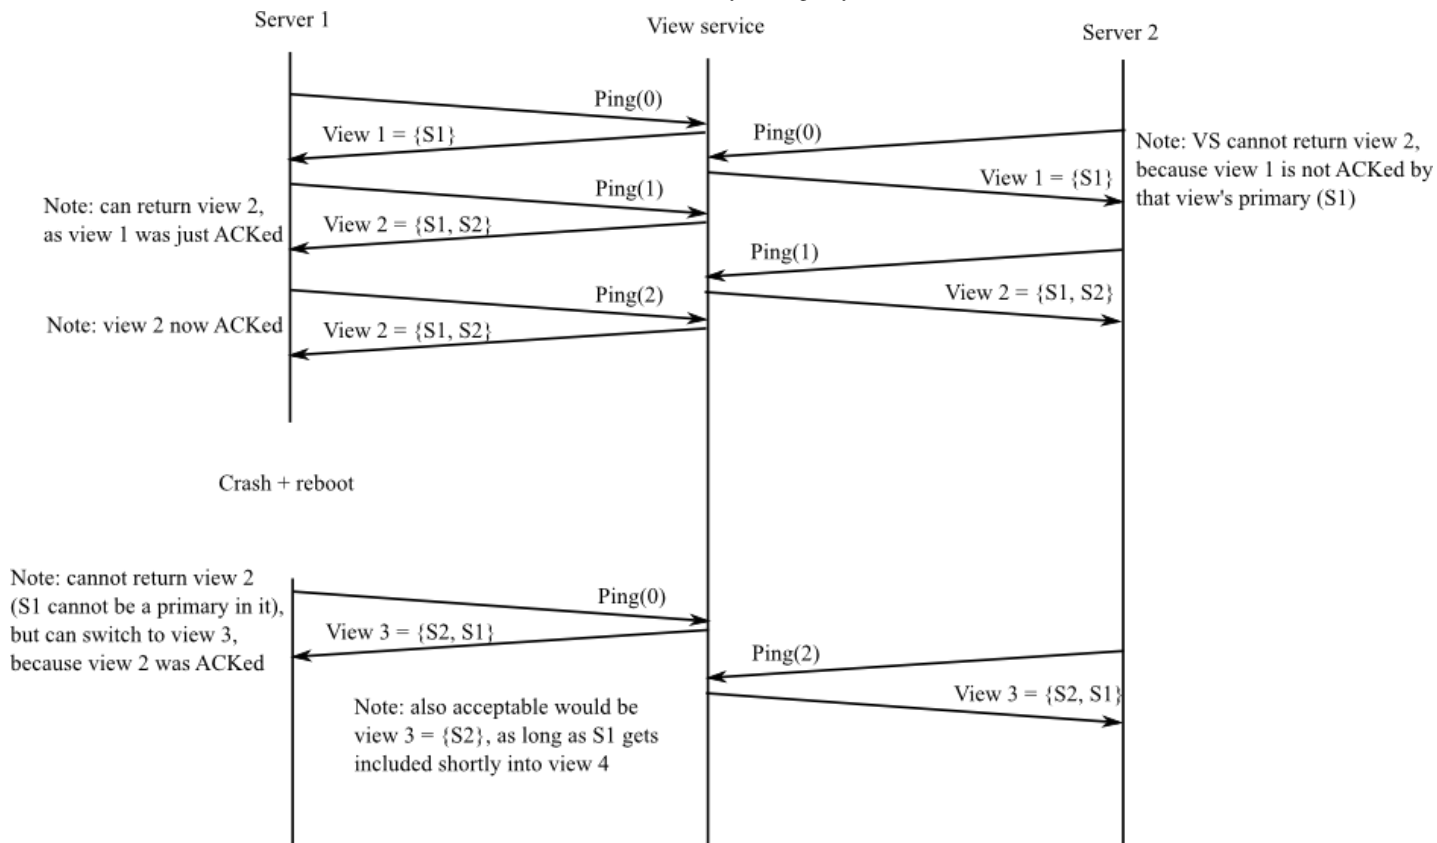 Server 1
View service
Server 2
Ping(0)
View 1 = {S1}
Ping(0)
Note: VS cannot return view 2,
because view 1 is not ACKed by
that view's primary (S1)
View 1 = {S1}
Ping(1)
Note: can return view 2,
as view 1 was just ACKed
View 2 = {S1, S2}
Ping(1)
View 2 = {S1, S2}
Ping(2)
Note: view 2 now ACKed
View 2 = {S1, S2}
Crash + reboot
Note: cannot return view 2
(S1 cannot be a primary in it),
but can switch to view 3,
because view 2 was ACKed
Ping(0)
View 3 = {S2, S1}
Ping(2)
View 3 = {S2, S1}
Note: also acceptable would be
view 3 = {S2}, as long as S1 gets
included shortly into view 4